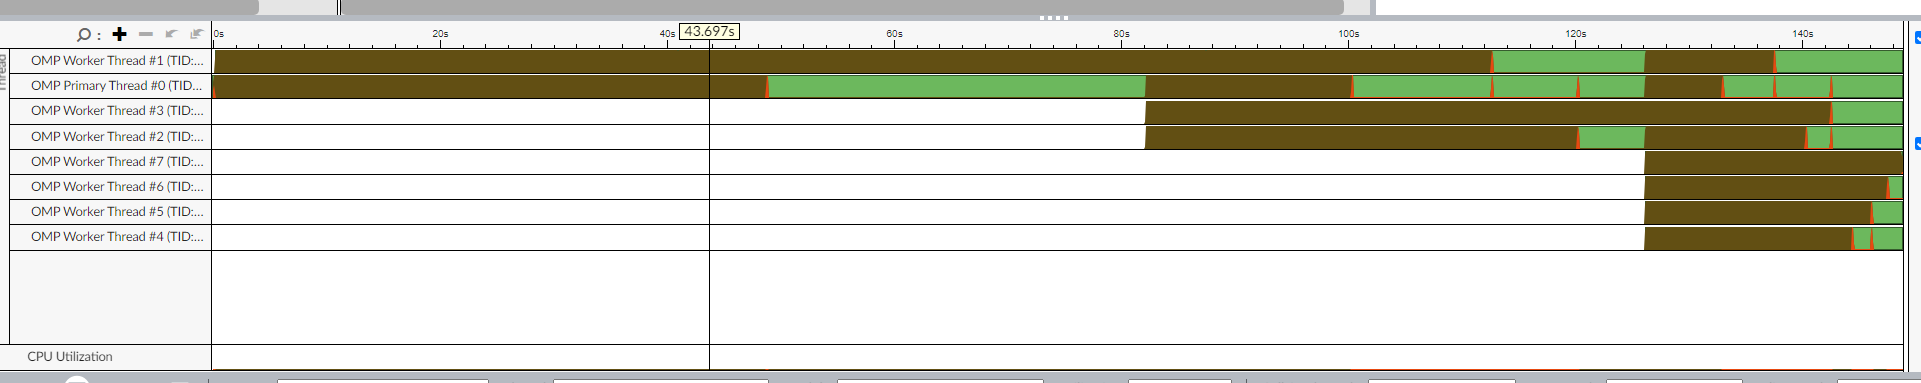 0s 20s 40s 43.697s 60s 80s 100s 120s 140s
Thread
OMP Worker Thread #1 (TID:...
OMP Primary Thread #0 (TID...
OMP Worker Thread #3 (TID:...
OMP Worker Thread #2 (TID:...
OMP Worker Thread #7 (TID:...
OMP Worker Thread #6 (TID:...
OMP Worker Thread #5 (TID:...
OMP Worker Thread #4 (TID:...
CPU Utilization